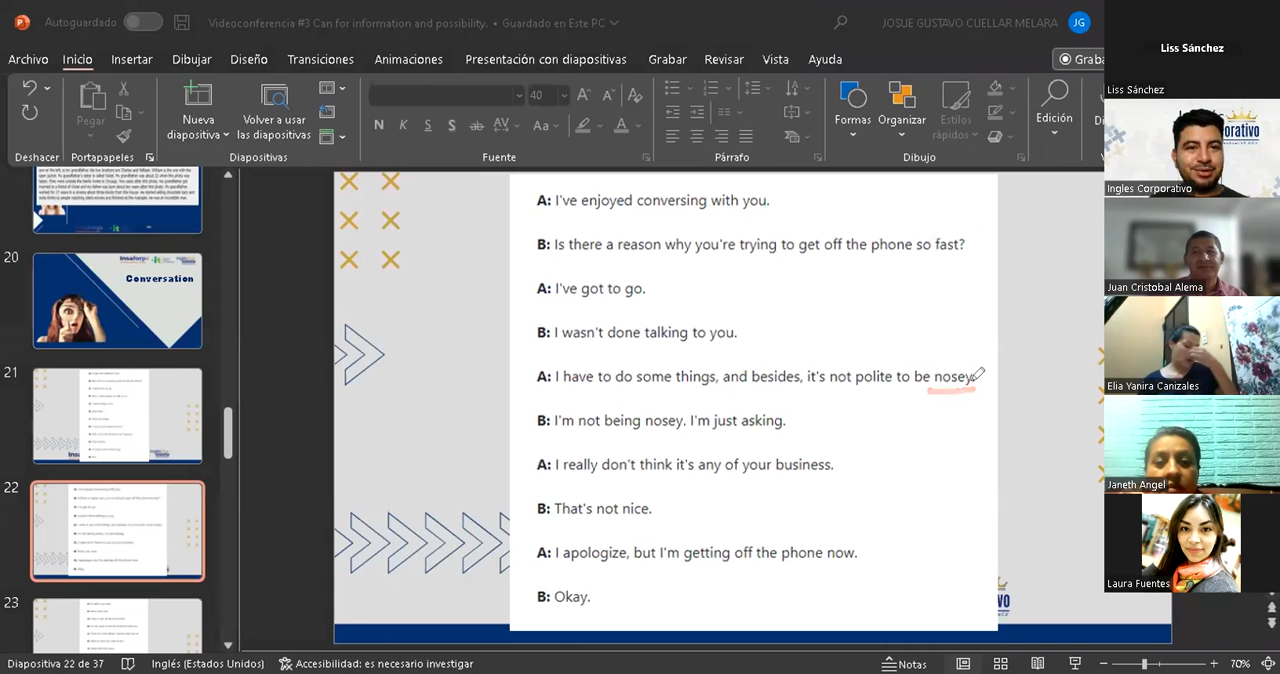 Autoguardado
Videoconferencia #3 Can for information and possibility. • Guardado en Este PC
JOSUE GUSTAVO CUELLAR MELARA
JG
Archivo Inicio Insertar Dibujar Diseño Transiciones Animaciones Presentación con diapositivas Grabar Revisar Vista Ayuda
Graba
Pegar
Nueva diapositiva
Volver a usar las diapositivas
40
N K S S ab AV Aa A
Formas
Organizar
Estilos rápidos
Edición
Deshacer Portapapeles Diapositivas Fuente Párrafo Dibujo
20
Conversation
21
22
23
A: I've enjoyed conversing with you.
B: Is there a reason why you're trying to get off the phone so fast?
A: I've got to go.
B: I wasn't done talking to you.
A: I have to do some things, and besides, it's not polite to be nosey.
B: I'm not being nosey. I'm just asking.
A: I really don't think it's any of your business.
B: That's not nice.
A: I apologize, but I'm getting off the phone now.
B: Okay.
Liss Sánchez
Liss Sánchez
Ingles Corporativo
Juan Cristobal Alema
Elia Yanira Canizales
Janeth Angel
Laura Fuentes
Diapositiva 22 de 37
Inglés (Estados Unidos)
Accesibilidad: es necesario investigar
Notas
70%